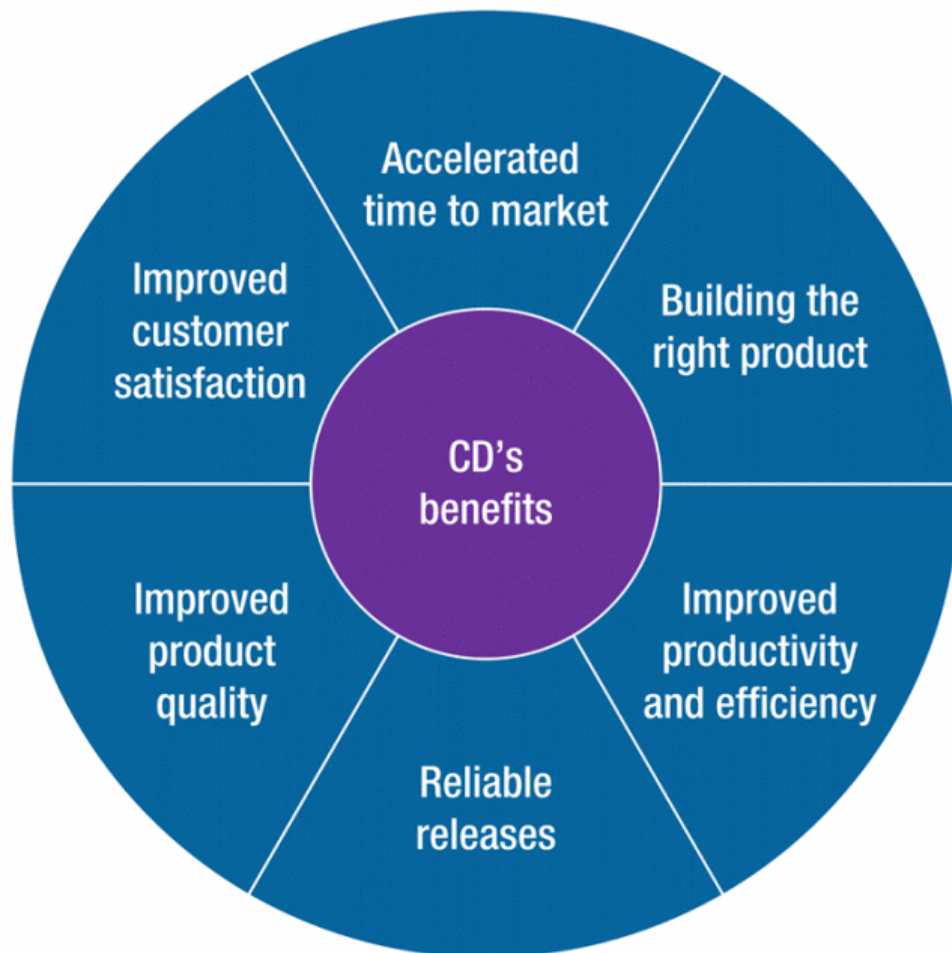 Accelerated
time to market
Building the
right product
Improved
productivity
and efficiency
Reliable
releases
Improved
product
quality
Improved
customer
satisfaction
CD’s
benefits